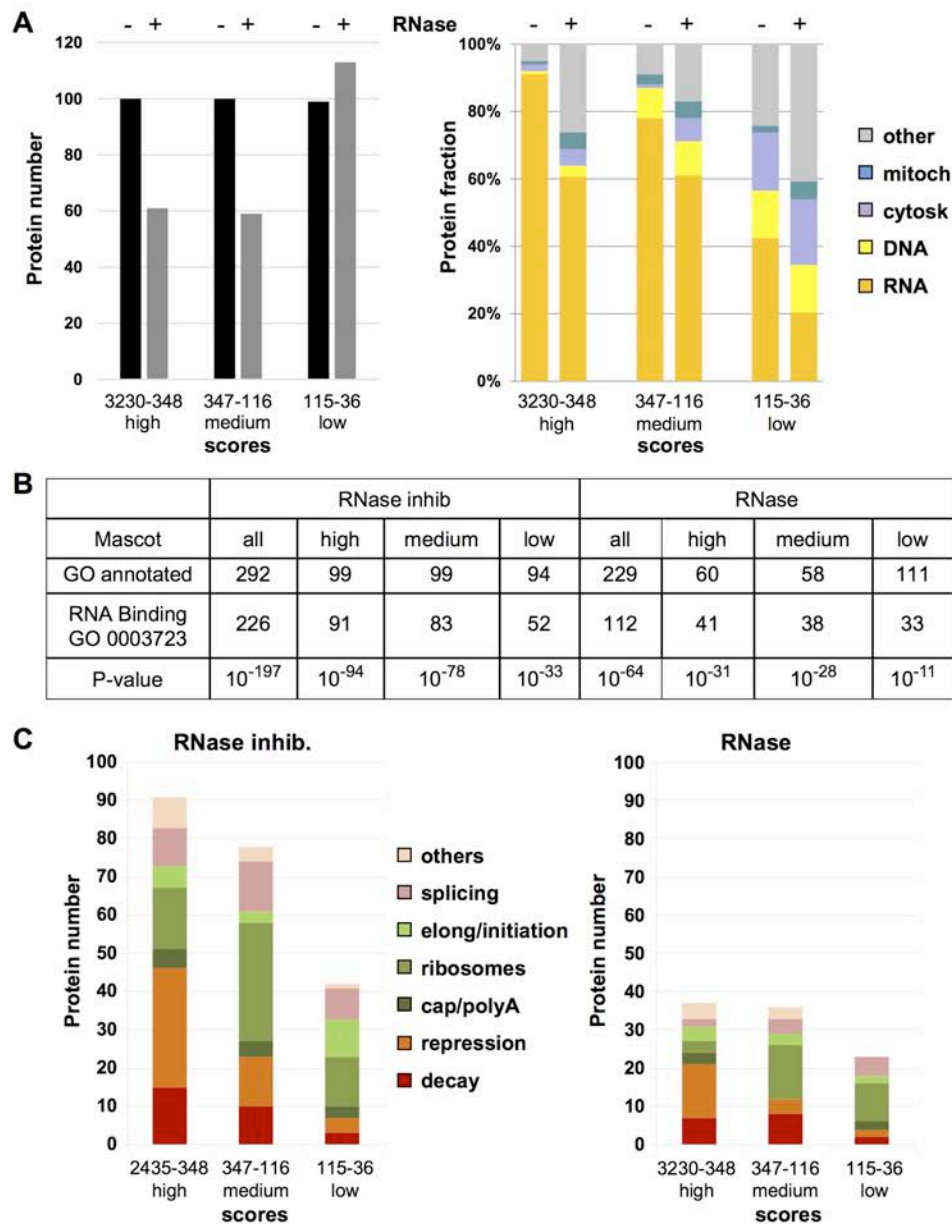 A
- + - + - +
120
100
80
60
40
20
0
Protein number
3230-348 347-116 115-36
high medium low
scores
RNase - + - + - +
100%
80%
60%
40%
20%
0%
Protein fraction
3230-348 347-116 115-36
high medium low
scores
other
mitoch
cytosk
DNA
RNA
B
RNase inhib RNase
Mascot all high medium low all high medium low
GO annotated 292 99 99 94 229 60 58 111
RNA Binding
GO 0003723 226 91 83 52 112 41 38 33
P-value 10^-197 10^-94 10^-78 10^-33 10^-64 10^-31 10^-28 10^-11
C
RNase inhib.
100
90
80
70
60
50
40
30
20
10
0
Protein number
2435-348 347-116 115-36
high medium low
scores
others
splicing
elong/initiation
ribosomes
cap/polyA
repression
decay
RNase
100
90
80
70
60
50
40
30
20
10
0
Protein number
3230-348 347-116 115-36
high medium low
scores